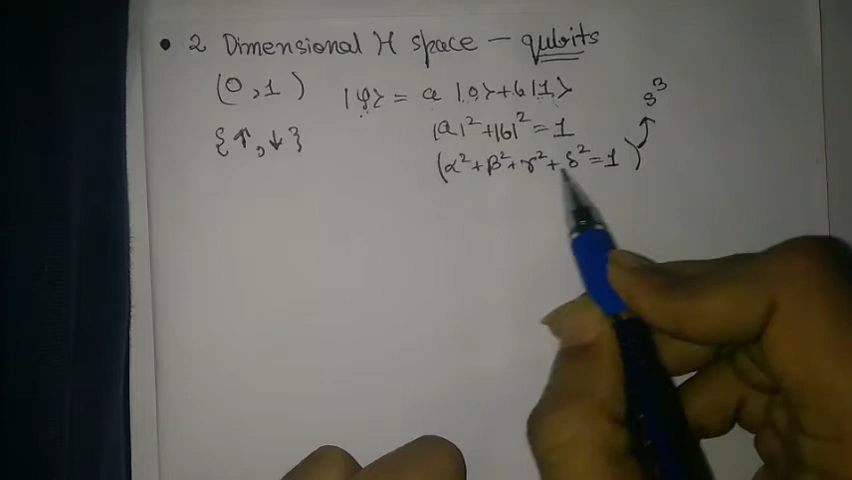 • 2 Dimensional H space – qubits
(0,1) |φ⟩ = a|0⟩+b|1⟩
{↑,↓} |a|²+|b|²=1
(α²+β²+γ²+δ²=1) S³